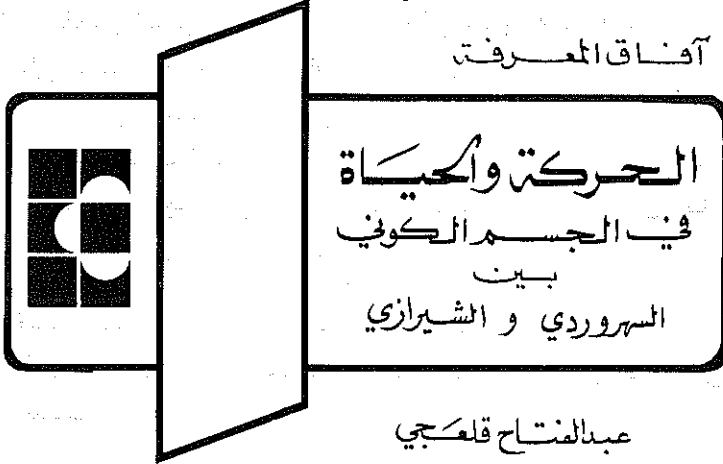 آفاق المعرفة
الحركة والحياة
في الجسم الكوني
بين
السهروردي و الشيرازي
عبدالفتاح قلعجي